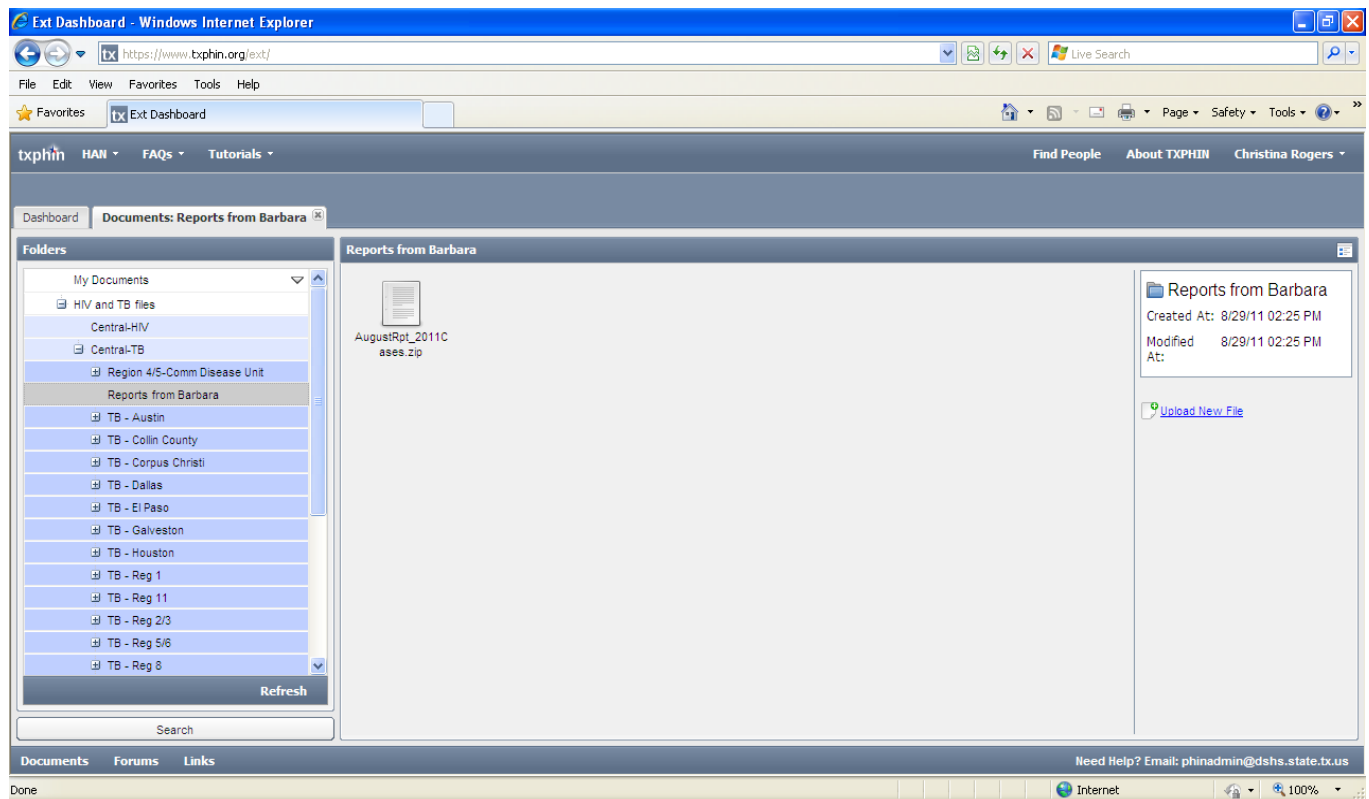 Ext Dashboard - Windows Internet Explorer
tx https://www.txphin.org/ext/
Live Search
File Edit View Favorites Tools Help
Favorites tx Ext Dashboard Page Safety Tools »
txphin HAN FAQs Tutorials Find People About TXPHIN Christina Rogers
Dashboard Documents: Reports from Barbara
Folders Reports from Barbara
My Documents
HIV and TB files
Central-HIV
Central-TB
Region 4/5-Comm Disease Unit
Reports from Barbara
TB - Austin
TB - Collin County
TB - Corpus Christi
TB - Dallas
TB - El Paso
TB - Galveston
TB - Houston
TB - Reg 1
TB - Reg 11
TB - Reg 2/3
TB - Reg 5/6
TB - Reg 8
Refresh
Search
AugustRpt_2011C
ases.zip
Reports from Barbara
Created At: 8/29/11 02:25 PM
Modified 8/29/11 02:25 PM
At:
Upload New File
Documents Forums Links Need Help? Email: phinadmin@dshs.state.tx.us
Done Internet 100%